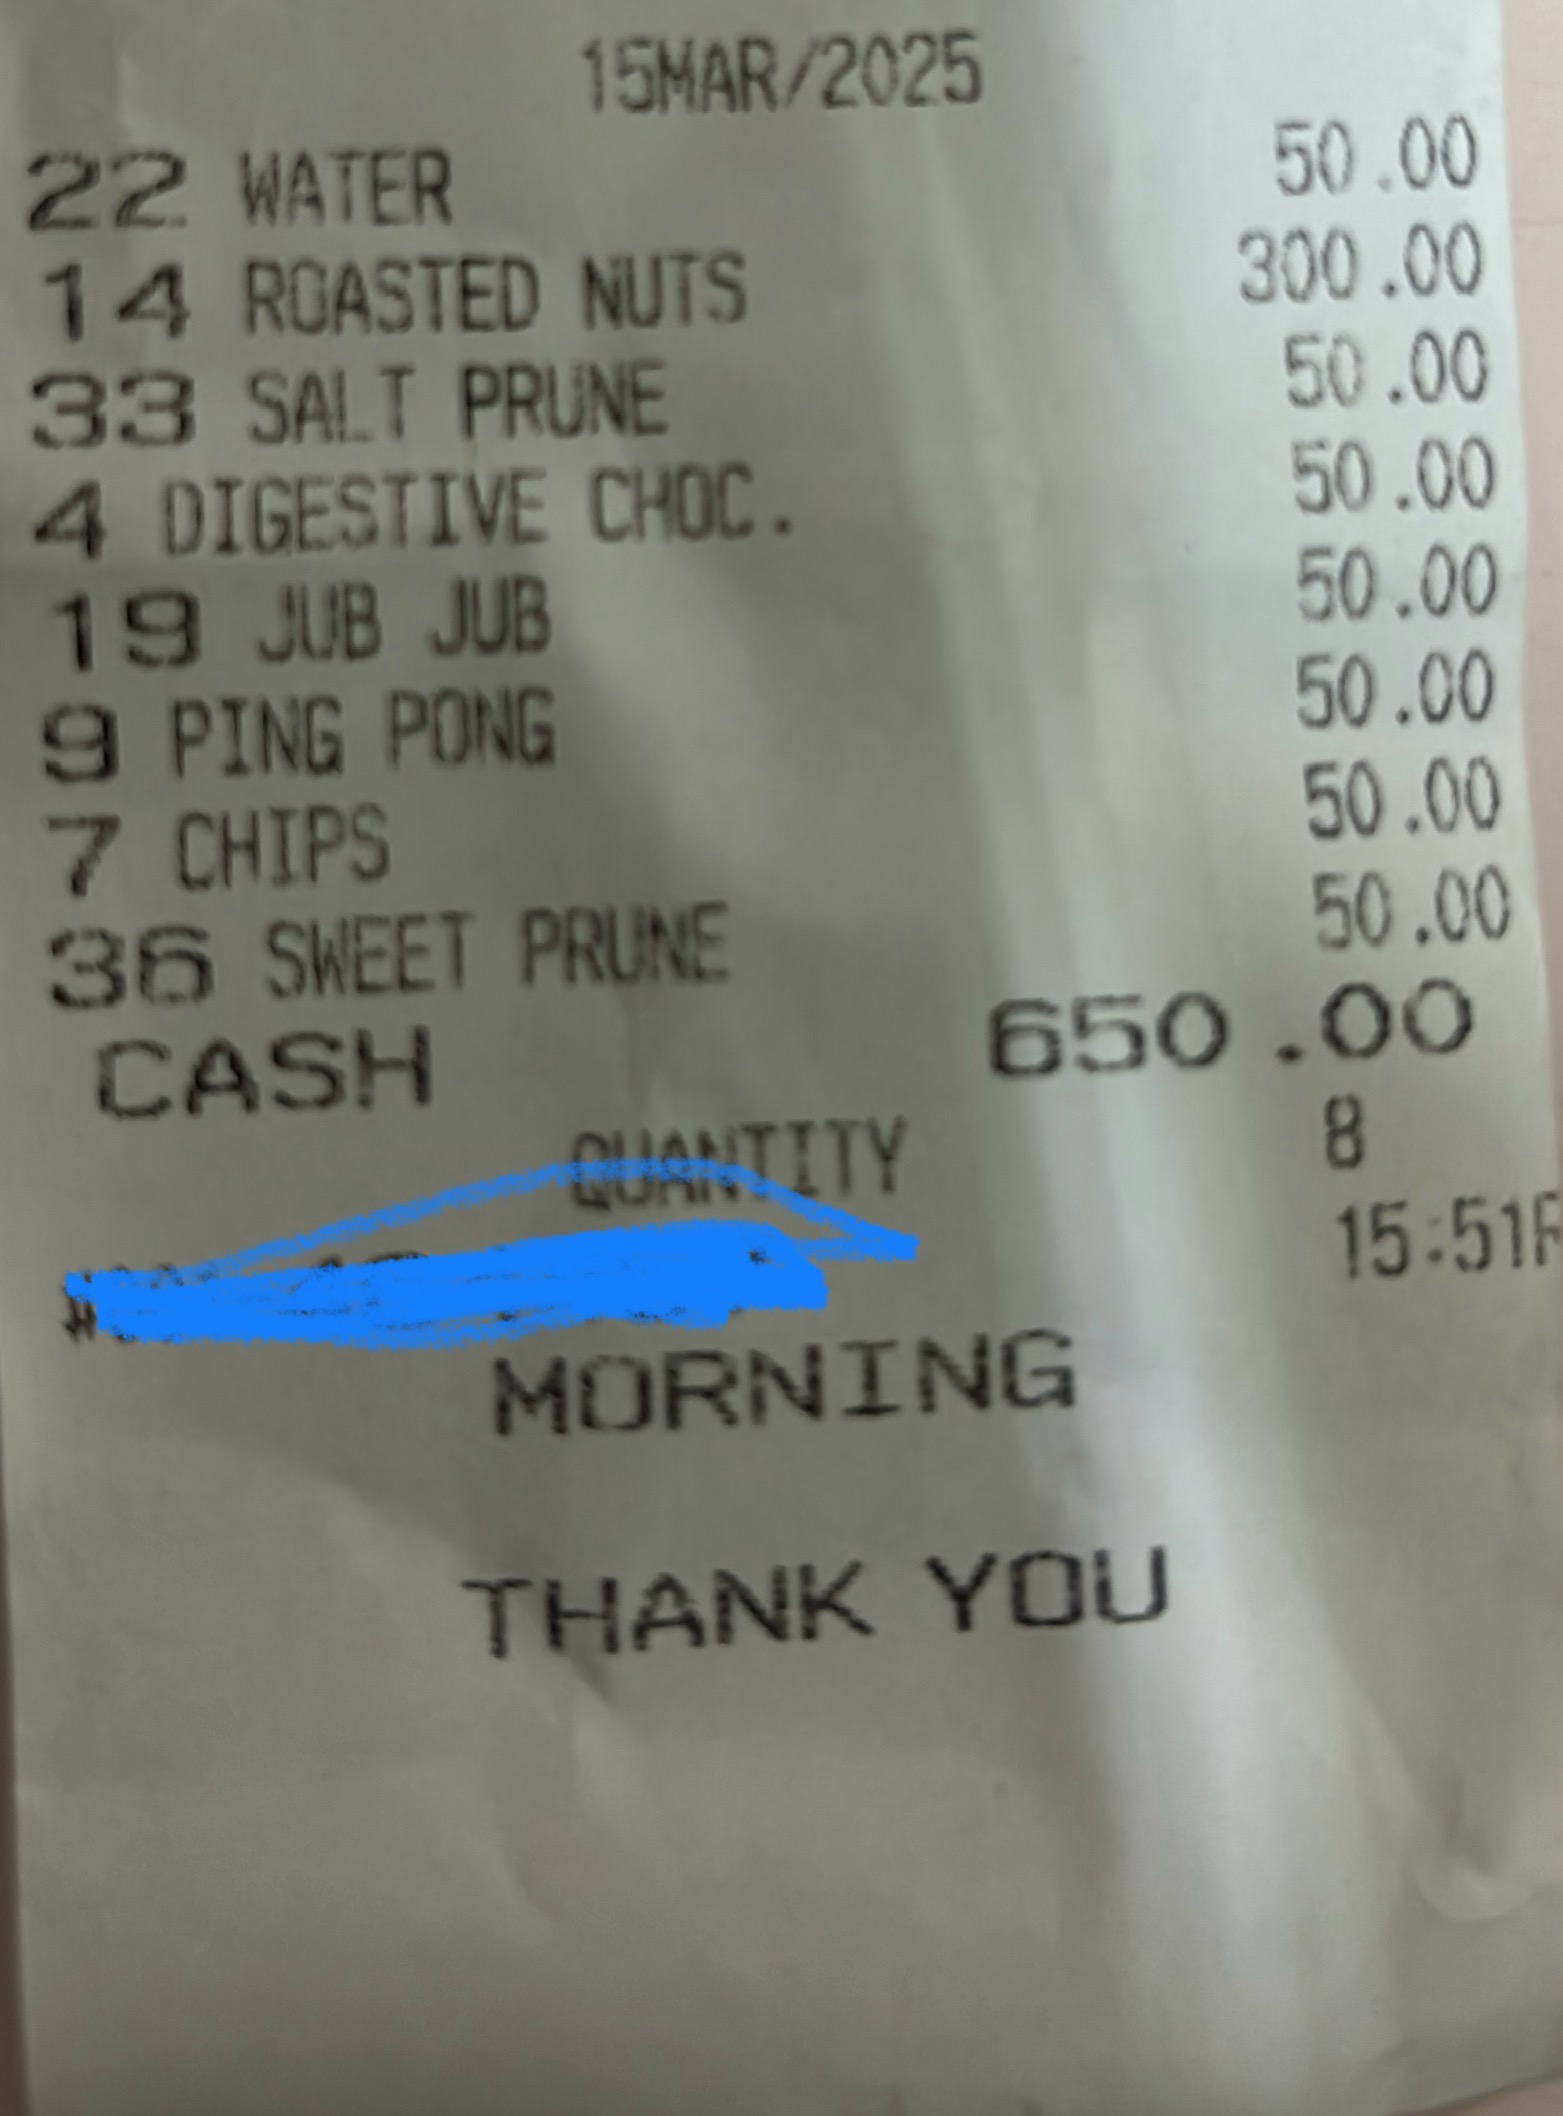 15MAR/2025
22 WATER 50.00
14 ROASTED NUTS 300.00
33 SALT PRUNE 50.00
4 DIGESTIVE CHOC. 50.00
19 JUB JUB 50.00
9 PING PONG 50.00
7 CHIPS 50.00
36 SWEET PRUNE 50.00
CASH 650.00
QUANTITY 8
15:51R
MORNING
THANK YOU